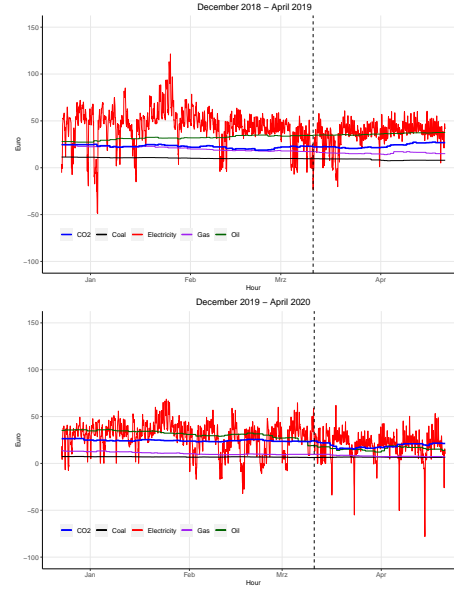 December 2018 – April 2019
150
100
50
0
−50
−100
Euro
CO2 Coal Electricity Gas Oil
Jan Feb Mrz Apr
Hour
December 2019 – April 2020
150
100
50
0
−50
−100
Euro
CO2 Coal Electricity Gas Oil
Jan Feb Mrz Apr
Hour